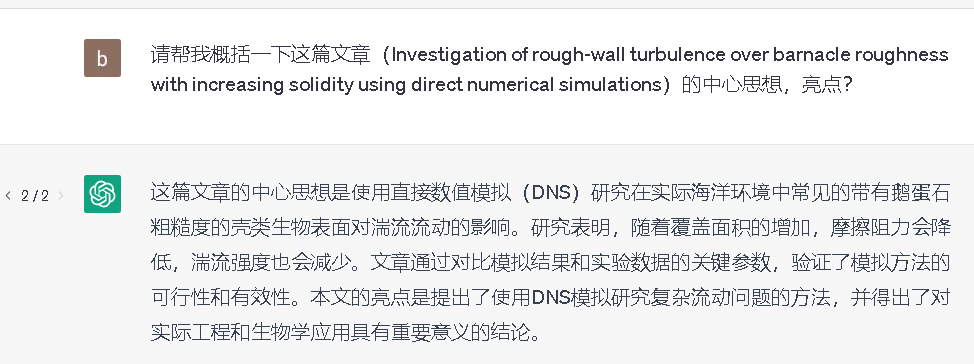 b
请帮我概括一下这篇文章（Investigation of rough-wall turbulence over barnacle roughness
with increasing solidity using direct numerical simulations）的中心思想，亮点？
< 2 / 2 >
这篇文章的中心思想是使用直接数值模拟（DNS）研究在实际海洋环境中常见的带有鹅蛋石
粗糙度的壳类生物表面对湍流流动的影响。研究表明，随着覆盖面积的增加，摩擦阻力会降
低，湍流强度也会减少。文章通过对比模拟结果和实验数据的关键参数，验证了模拟方法的
可行性和有效性。本文的亮点是提出了使用DNS模拟研究复杂流动问题的方法，并得出了对
实际工程和生物学应用具有重要意义的结论。